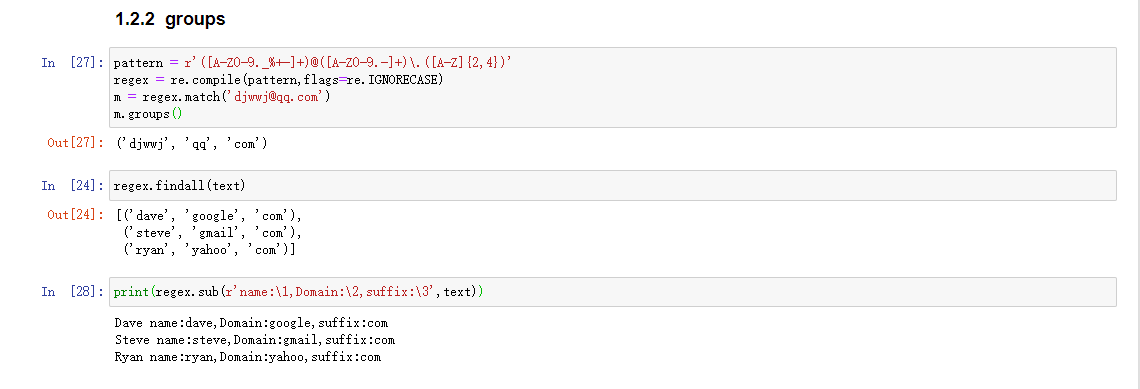 1.2.2 groups
In [27]: pattern = r'([A-Z0-9._%+-]+)@([A-Z0-9.-]+)\.([A-Z]{2,4})'
regex = re.compile(pattern,flags=re.IGNORECASE)
m = regex.match('djwwj@qq.com')
m.groups()
Out[27]: ('djwwj', 'qq', 'com')
In [24]: regex.findall(text)
Out[24]: [('dave', 'google', 'com'),
('steve', 'gmail', 'com'),
('ryan', 'yahoo', 'com')]
In [28]: print(regex.sub(r'name:\1,Domain:\2,suffix:\3',text))
Dave name:dave,Domain:google,suffix:com
Steve name:steve,Domain:gmail,suffix:com
Ryan name:ryan,Domain:yahoo,suffix:com